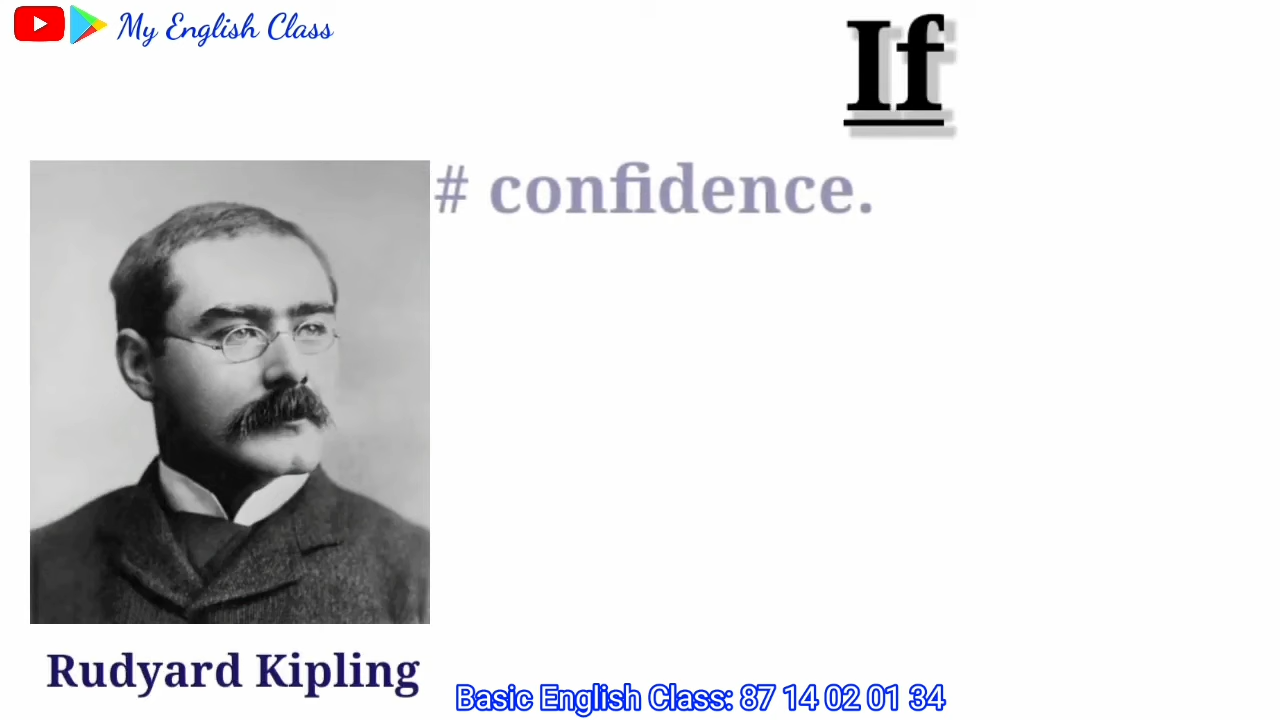 My English Class
If
# confidence.
Rudyard Kipling
Basic English Class: 87 14 02 01 34